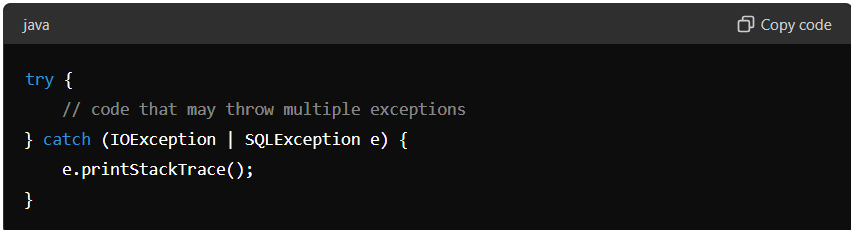 java
Copy code
try {
    // code that may throw multiple exceptions
} catch (IOException | SQLException e) {
    e.printStackTrace();
}